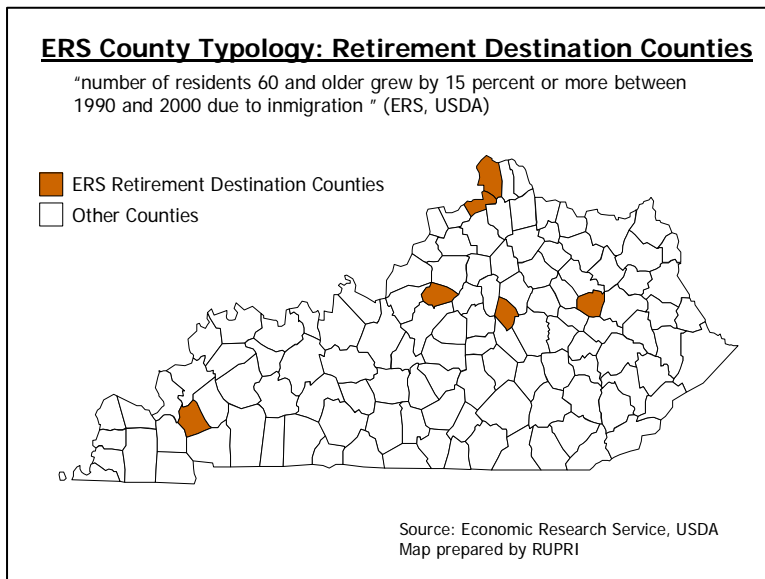 ERS County Typology: Retirement Destination Counties
"number of residents 60 and older grew by 15 percent or more between
1990 and 2000 due to inmigration " (ERS, USDA)
ERS Retirement Destination Counties
Other Counties
Source: Economic Research Service, USDA
Map prepared by RUPRI